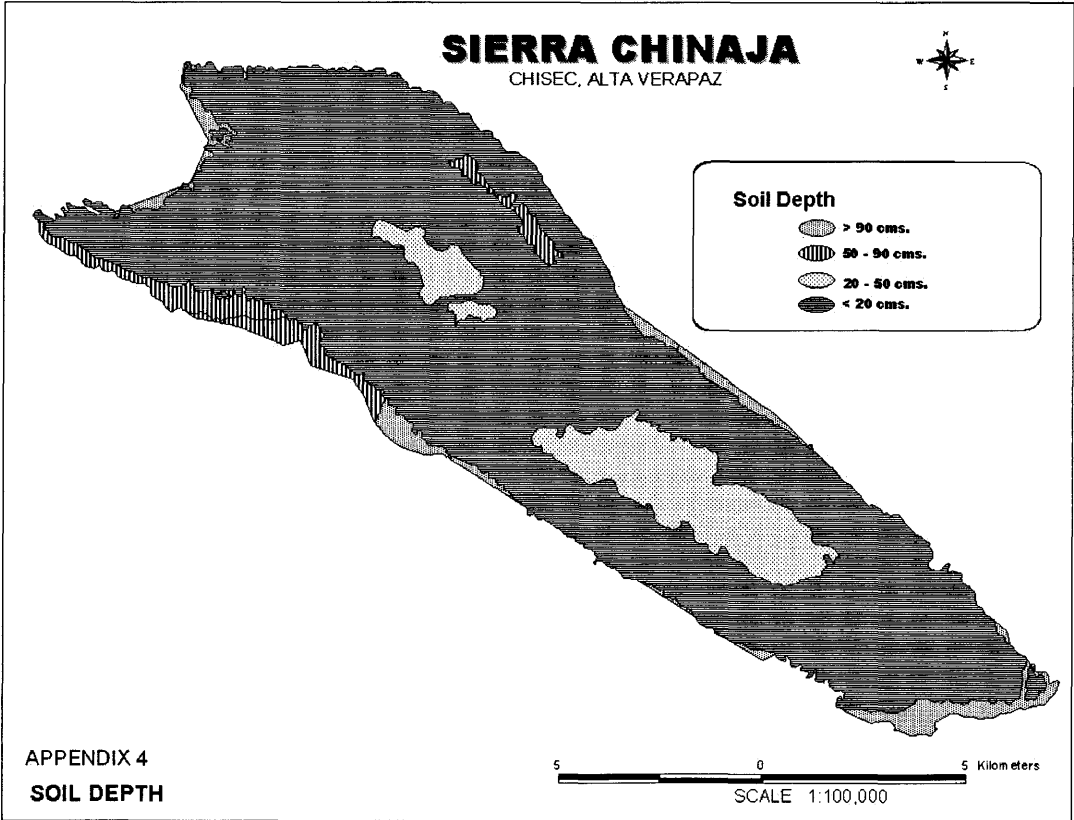 SIERRA CHINAJA
CHISEC, ALTA VERAPAZ
N
W E
S
Soil Depth
> 90 cms.
50 - 90 cms.
20 - 50 cms.
< 20 cms.
APPENDIX 4
SOIL DEPTH
5 0 5 Kilometers
SCALE 1:100,000